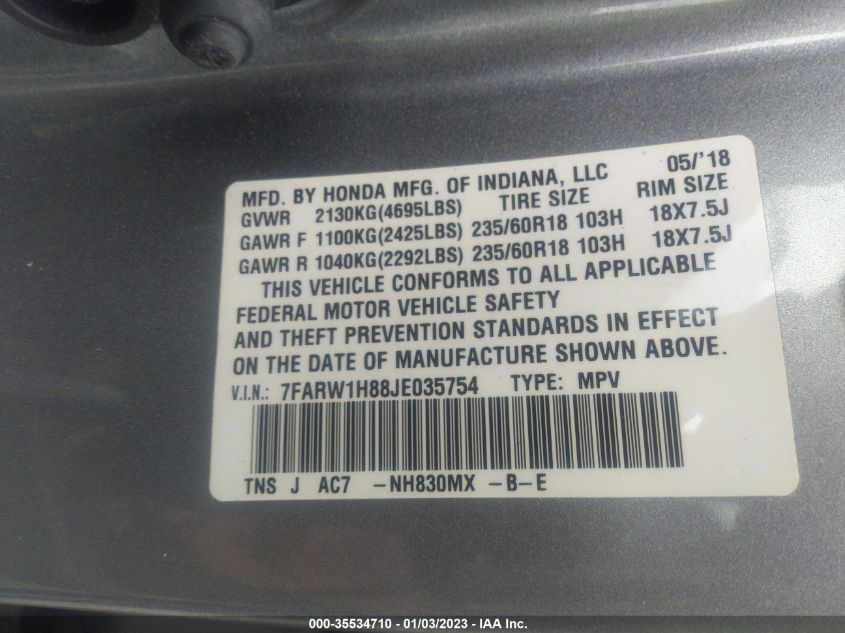 05/'18
MFD. BY HONDA MFG. OF INDIANA, LLC
GVWR 2130KG(4695LBS) TIRE SIZE RIM SIZE
GAWR F 1100KG(2425LBS) 235/60R18 103H 18X7.5J
GAWR R 1040KG(2292LBS) 235/60R18 103H 18X7.5J
THIS VEHICLE CONFORMS TO ALL APPLICABLE
FEDERAL MOTOR VEHICLE SAFETY
AND THEFT PREVENTION STANDARDS IN EFFECT
ON THE DATE OF MANUFACTURE SHOWN ABOVE.
V.I.N.: 7FARW1H88JE035754 TYPE: MPV
TNS J AC7 -NH830MX -B-E
000-35534710 - 01/03/2023 - IAA Inc.